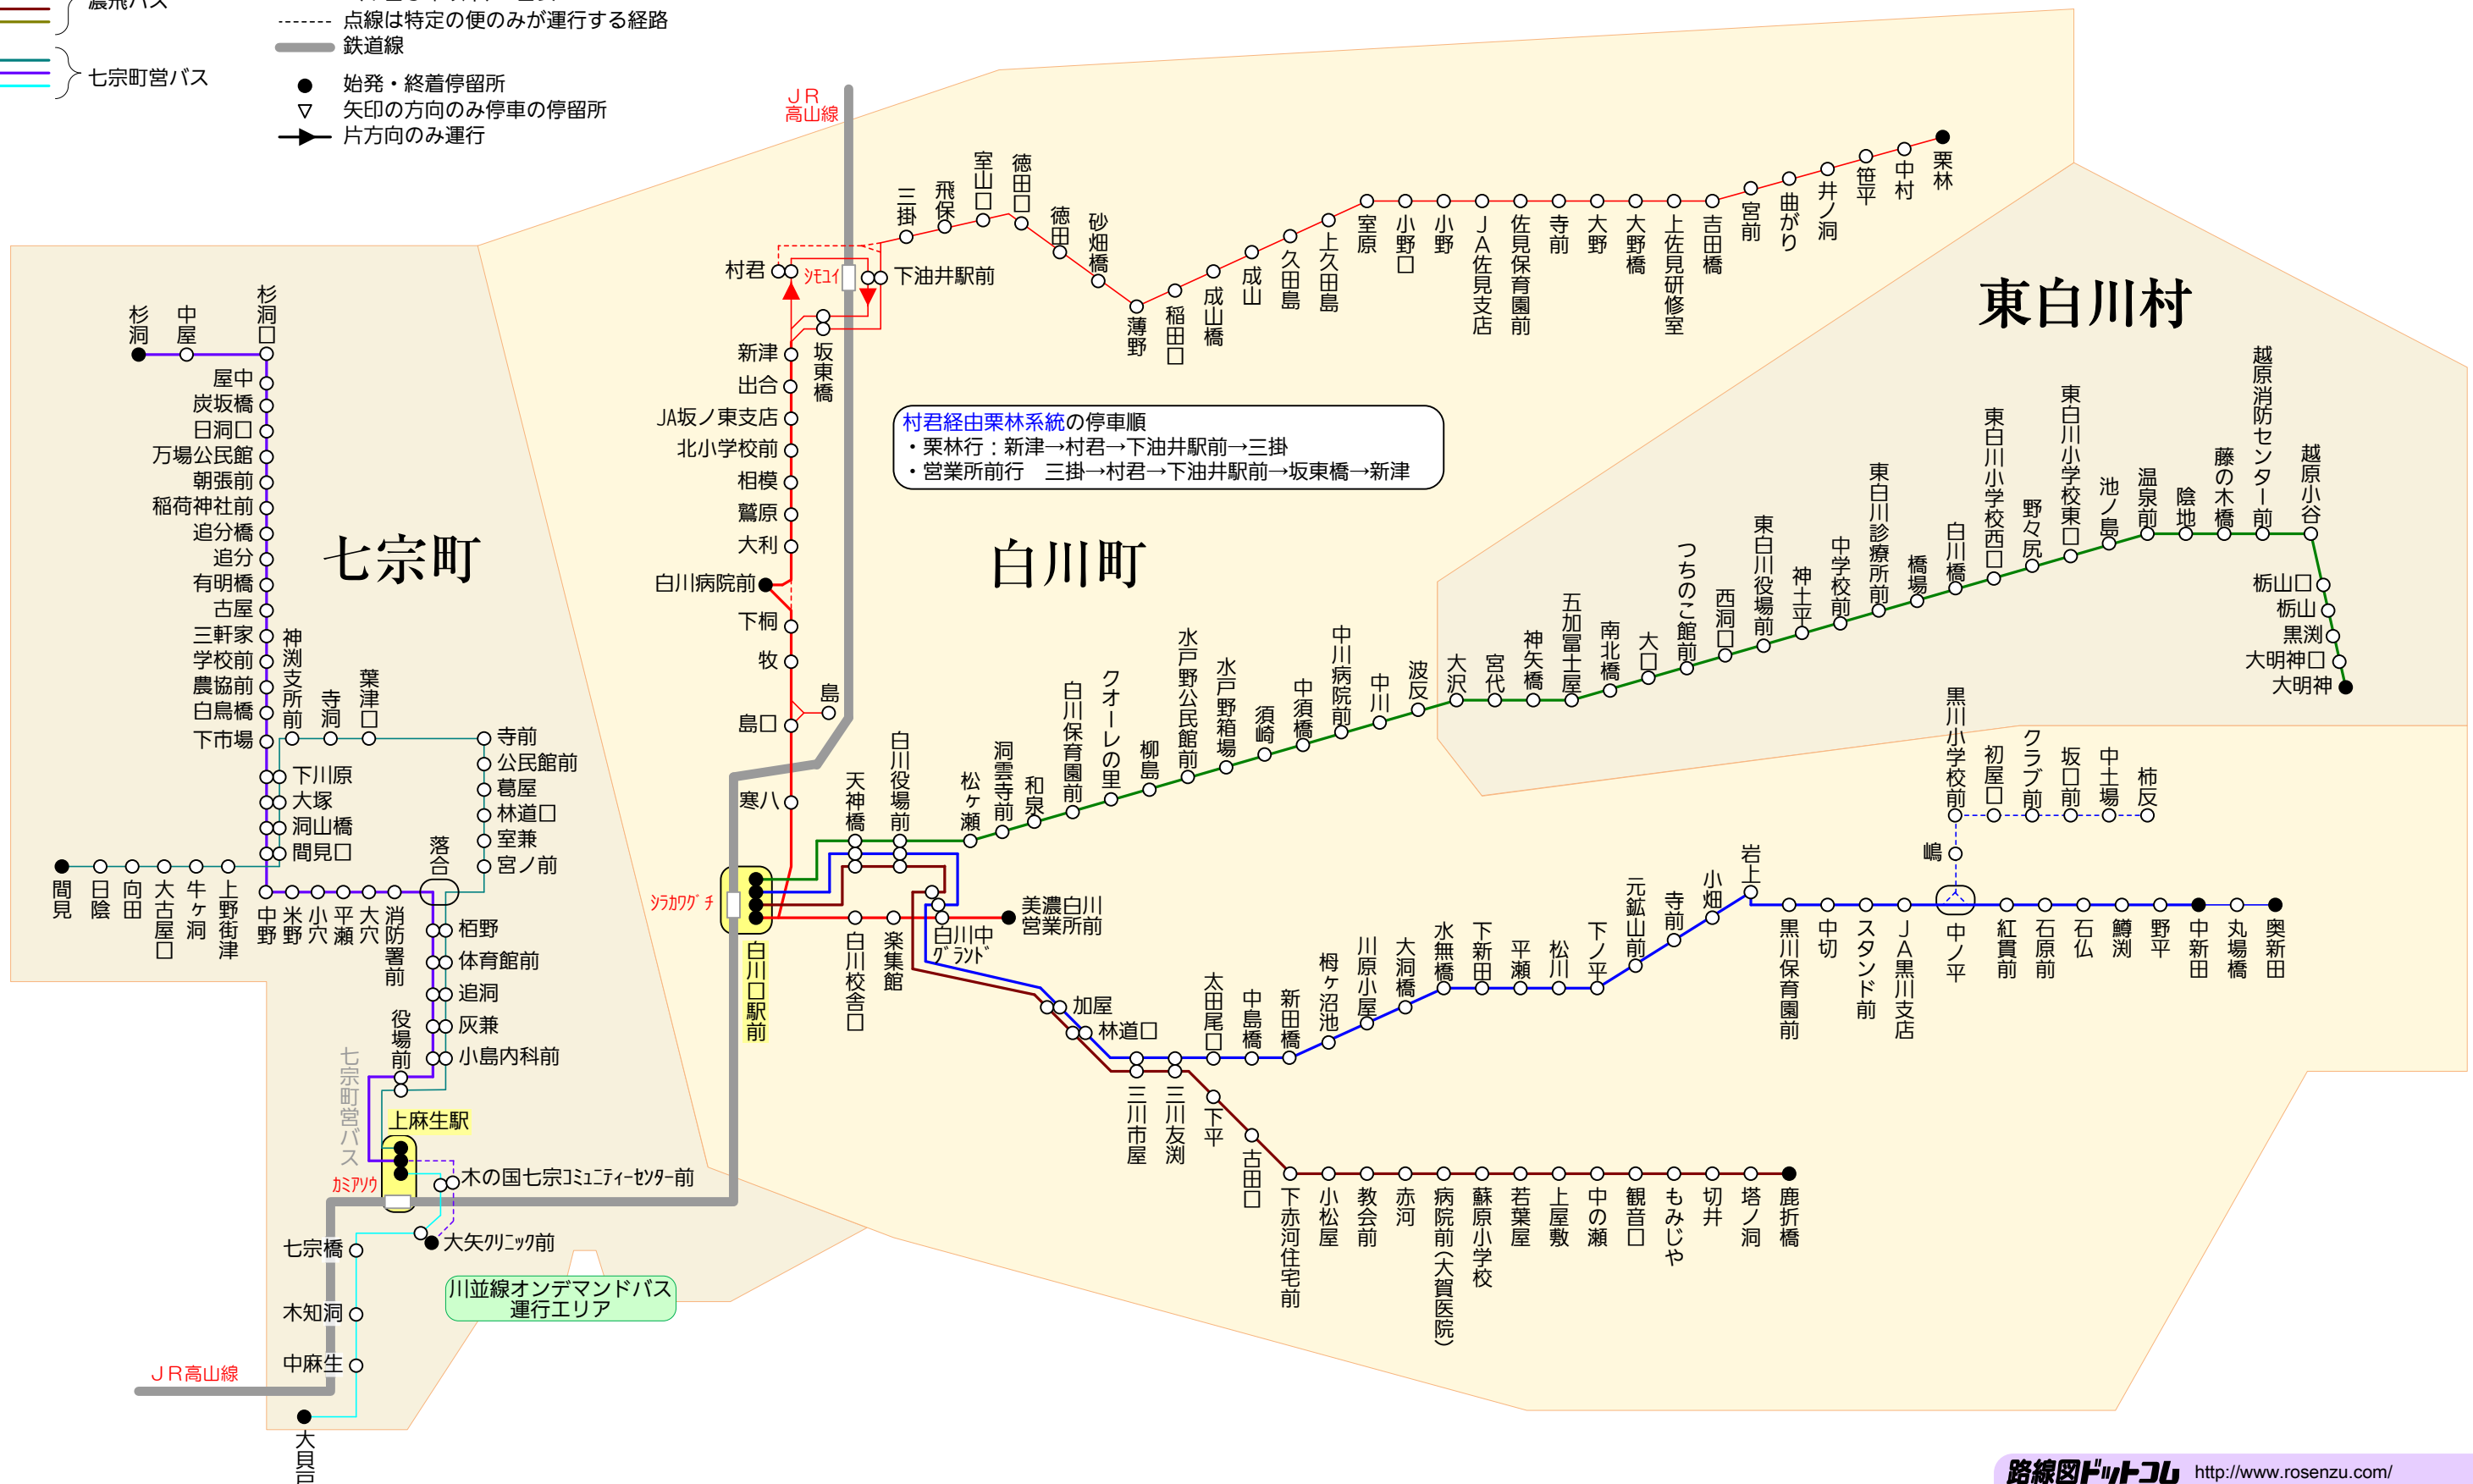 濃飛バス
点線は特定の便のみが運行する経路
鉄道線
七宗町営バス
始発・終着停留所
矢印の方向のみ停車の停留所
片方向のみ運行
ＪＲ
高山線
三掛
飛保
室山口
徳田口
徳田
砂畑橋
薄野
稲田口
成山橋
成山
久田島
上久田島
室原
小野口
小野
ＪＡ佐見支店
佐見保育園前
寺前
大野
大野橋
上佐見研修室
吉田橋
宮前
曲がり
井ノ洞
笹平
中村
栗林
村君
ｼﾓﾕｲ
下油井駅前
坂東橋
新津
出合
JA坂ノ東支店
北小学校前
相模
鷲原
大利
白川病院前
下桐
牧
島
島口
寒八
村君経由栗林系統の停車順
・栗林行：新津→村君→下油井駅前→三掛
・営業所前行　三掛→村君→下油井駅前→坂東橋→新津
東白川村
七宗町
白川町
杉洞
中屋
杉洞口
屋中
炭坂橋
日洞口
万場公民館
朝張前
稲荷神社前
追分橋
追分
有明橋
古屋
三軒家
学校前
農協前
白鳥橋
下市場
神渕支所前
寺洞
葉津口
寺前
公民館前
葛屋
林道口
室兼
宮ノ前
下川原
大塚
洞山橋
間見口
間見
日陰
向田
大古屋口
牛ヶ洞
上野街津
中野
米野
小穴
平瀬
大穴
消防署前
落合
栢野
体育館前
追洞
灰兼
小島内科前
役場前
七宗町営バス
上麻生駅
ｶﾐｱｿｳ
木の国七宗ｺﾐｭﾆﾃｨｰｾﾝﾀｰ前
大矢ｸﾘﾆｯｸ前
七宗橋
木知洞
中麻生
川並線オンデマンドバス
運行エリア
ＪＲ高山線
ｼﾗｶﾜｸﾞﾁ
白川口駅前
天神橋
白川役場前
松ヶ瀬
洞雲寺前
和泉
白川保育園前
クオーレの里
柳島
水戸野公民館前
水戸野箱場
須崎
中須橋
中川病院前
中川
波反
大沢
宮代
神矢橋
五加冨士屋
南北橋
大口
つちのこ館前
西洞口
東白川役場前
神土平
中学校前
東白川診療所前
橋場
白川橋
東白川小学校西口
野々尻
東白川小学校東口
池ノ島
温泉前
陰地
藤の木橋
越原消防センター前
越原小谷
栃山口
栃山
黒渕
大明神口
大明神
白川校舎口
楽集館
白川中
ｸﾞﾗﾝﾄﾞ
美濃白川
営業所前
加屋
林道口
三川市屋
三川友渕
太田尾口
中島橋
新田橋
栂ヶ沼池
川原小屋
大洞橋
水無橋
下新田
平瀬
松川
下ノ平
元鉱山前
寺前
小畑
岩上
黒川保育園前
中切
スタンド前
ＪＡ黒川支店
中ノ平
嶋
黒川小学校前
初屋口
クラブ前
坂口前
中土場
柿反
紅貫前
石原前
石仏
鱒渕
野平
中新田
丸場橋
奥新田
下平
古田口
下赤河住宅前
小松屋
教会前
赤河
病院前（大賀医院）
蘇原小学校
若葉屋
上屋敷
中の瀬
観音口
もみじや
切井
塔ノ洞
鹿折橋
路線図ドットコム http://www.rosenzu.com/